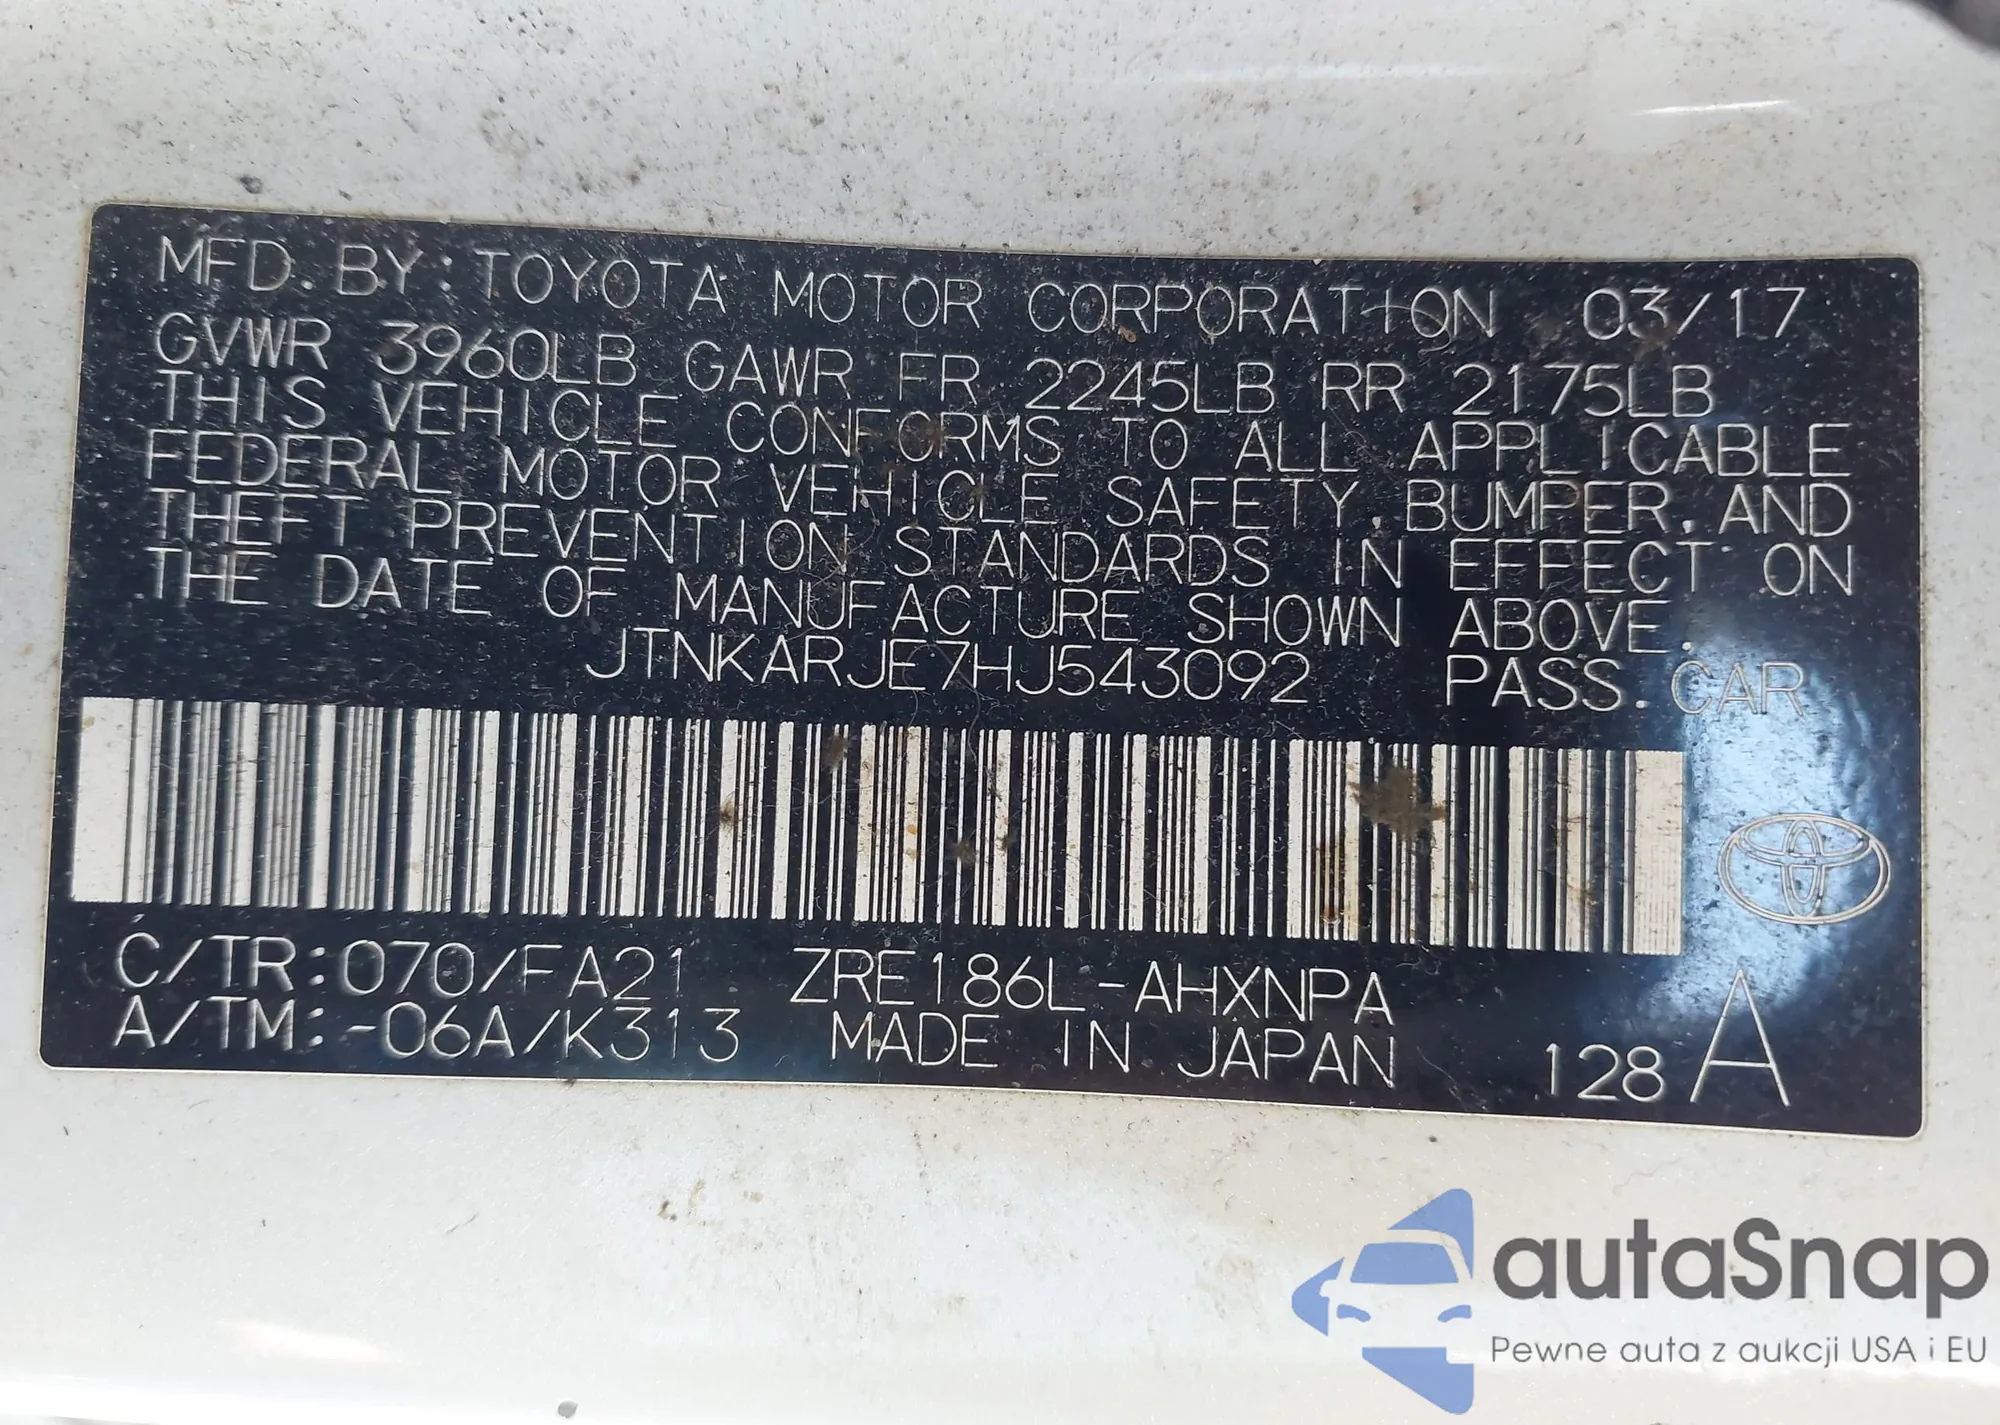 MFD. BY: TOYOTA MOTOR CORPORATION 03/17
GVWR 3960LB GAWR FR 2245LB RR 2175LB
THIS VEHICLE CONFORMS TO ALL APPLICABLE
FEDERAL MOTOR VEHICLE SAFETY, BUMPER, AND
THEFT PREVENTION STANDARDS IN EFFECT ON
THE DATE OF MANUFACTURE SHOWN ABOVE.
JTNKARJE7HJ543092 PASS. CAR
C/TR:070/FA21 ZRE186L-AHXNPA
A/TM:-06A/K313 MADE IN JAPAN 128 A
autaSnap
Pewne auta z aukcji USA i EU